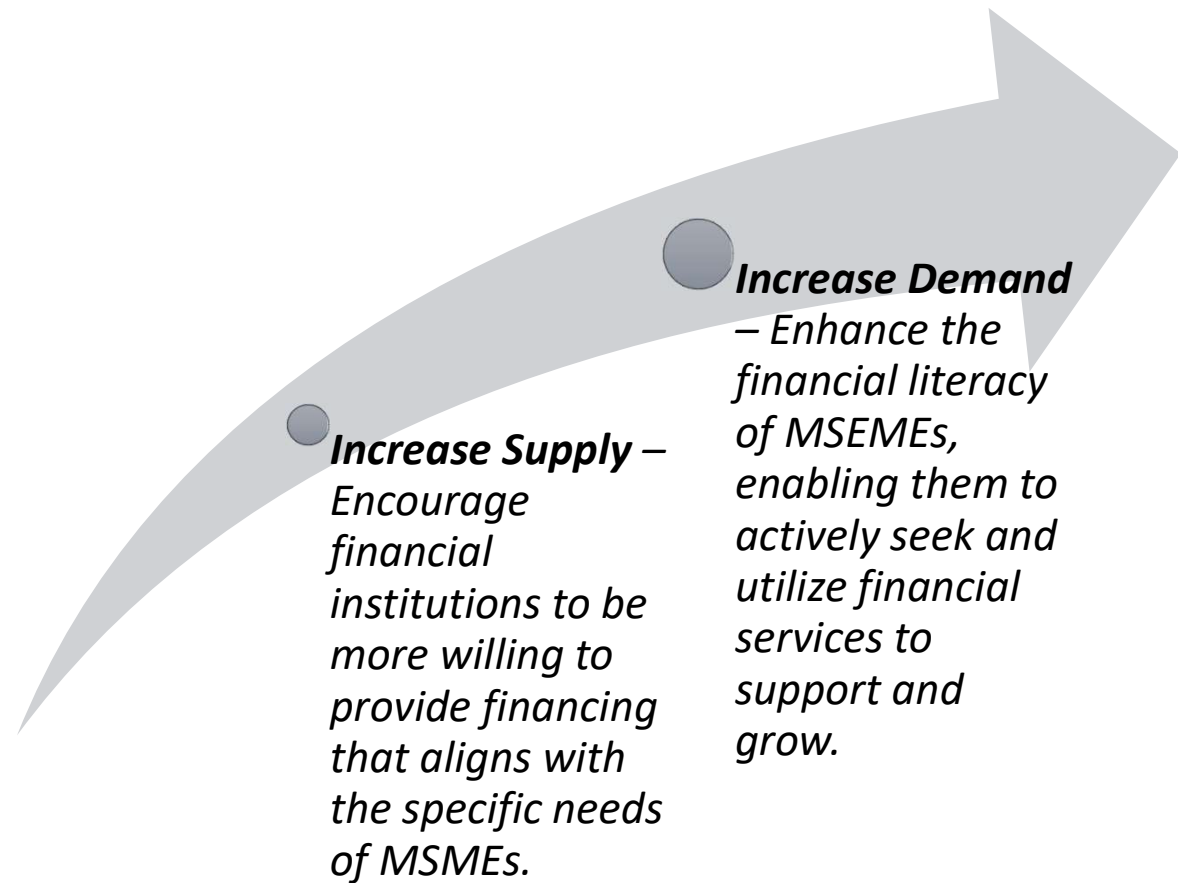 Increase Supply –
Encourage
financial
institutions to be
more willing to
provide financing
that aligns with
the specific needs
of MSMEs.
Increase Demand
– Enhance the
financial literacy
of MSEMEs,
enabling them to
actively seek and
utilize financial
services to
support and
grow.